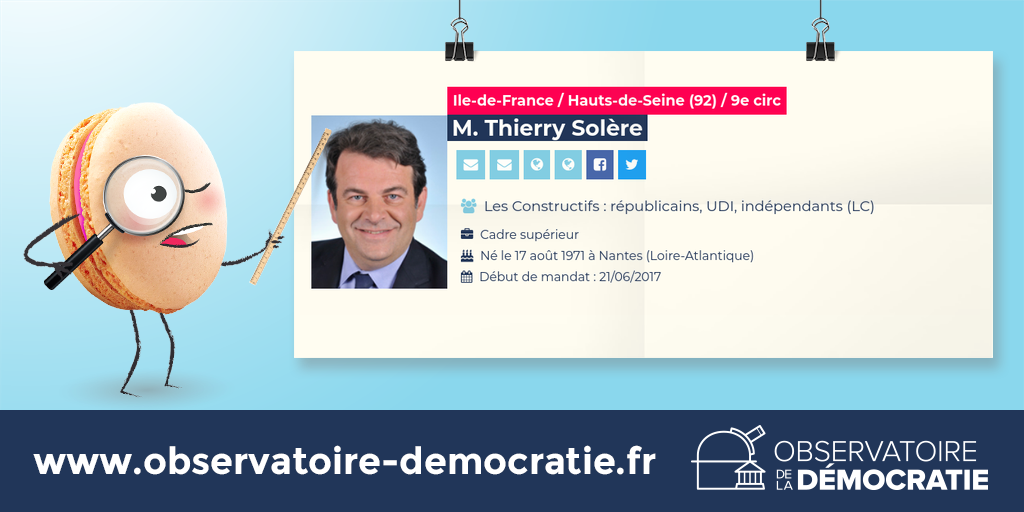 Ile-de-France / Hauts-de-Seine (92) / 9e circ
M. Thierry Solère
Les Constructifs : républicains, UDI, indépendants (LC)
Cadre supérieur
Né le 17 août 1971 à Nantes (Loire-Atlantique)
Début de mandat : 21/06/2017
www.observatoire-democratie.fr
OBSERVATOIRE
DE LA DÉMOCRATIE